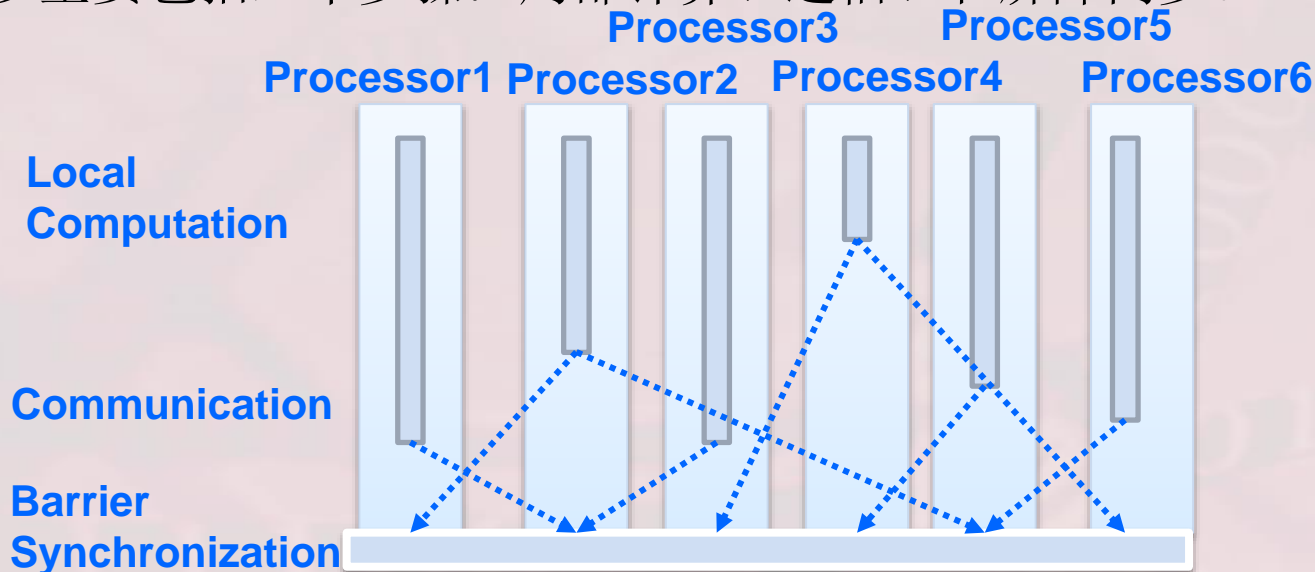 Processor3 Processor5
Processor1 Processor2 Processor4 Processor6
Local
Computation
Communication
Barrier
Synchronization